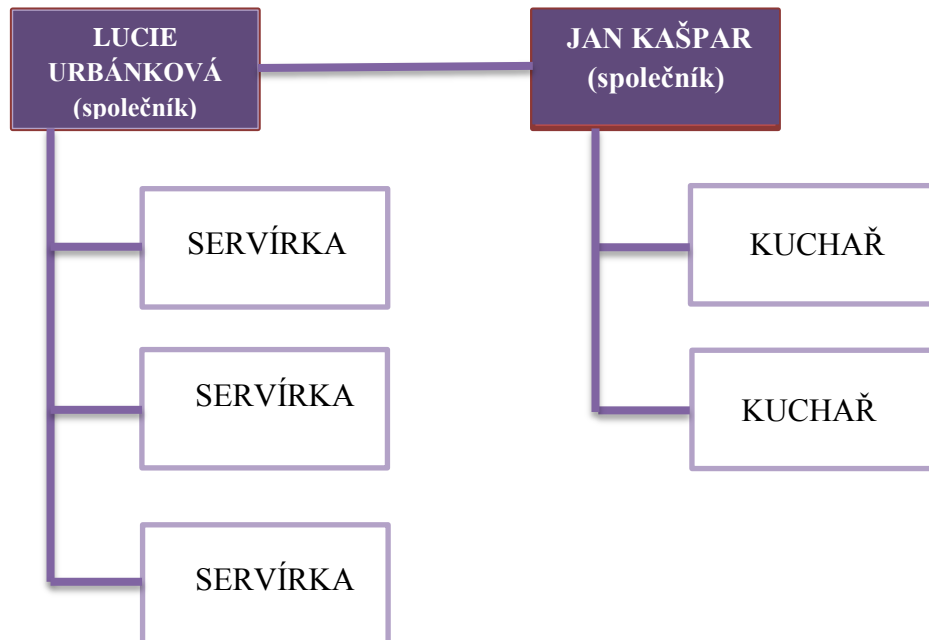 LUCIE
URBÁNKOVÁ
(společník)
JAN KAŠPAR
(společník)
SERVÍRKA
SERVÍRKA
SERVÍRKA
KUCHAŘ
KUCHAŘ